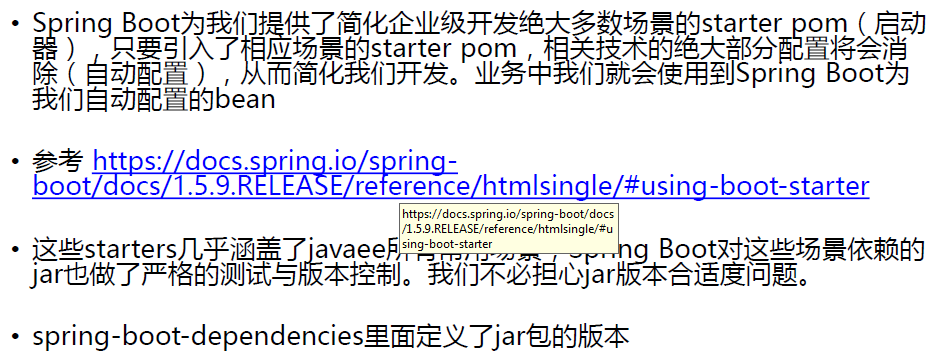 • Spring Boot为我们提供了简化企业级开发绝大多数场景的starter pom（启动
器），只要引入了相应场景的starter pom，相关技术的绝大部分配置将会消
除（自动配置），从而简化我们开发。业务中我们就会使用到Spring Boot为
我们自动配置的bean
• 参考 https://docs.spring.io/spring-
boot/docs/1.5.9.RELEASE/reference/htmlsingle/#using-boot-starter
https://docs.spring.io/spring-boot/docs
/1.5.9.RELEASE/reference/htmlsingle/#u
sing-boot-starter
• 这些starters几乎涵盖了javaee所有常用场景，Spring Boot对这些场景依赖的
jar也做了严格的测试与版本控制。我们不必担心jar版本合适度问题。
• spring-boot-dependencies里面定义了jar包的版本